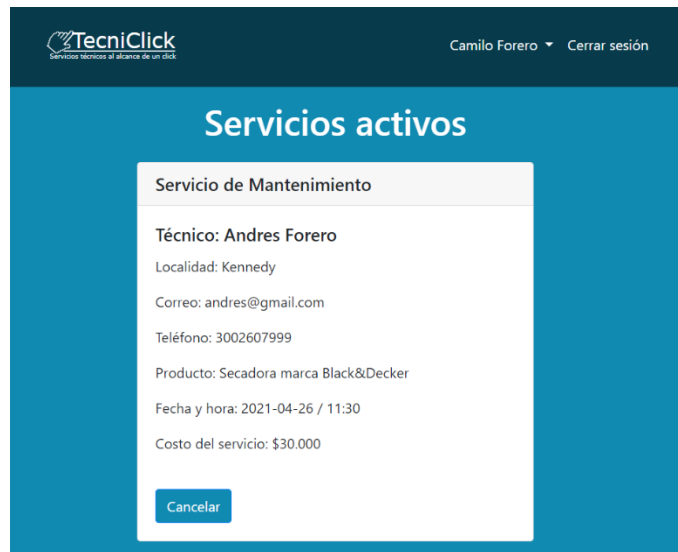 TecniClick
Servicios técnicos al alcance de un click
Camilo Forero
Cerrar sesión
Servicios activos
Servicio de Mantenimiento
Técnico: Andres Forero
Localidad: Kennedy
Correo: andres@gmail.com
Teléfono: 3002607999
Producto: Secadora marca Black&Decker
Fecha y hora: 2021-04-26 / 11:30
Costo del servicio: $30.000
Cancelar